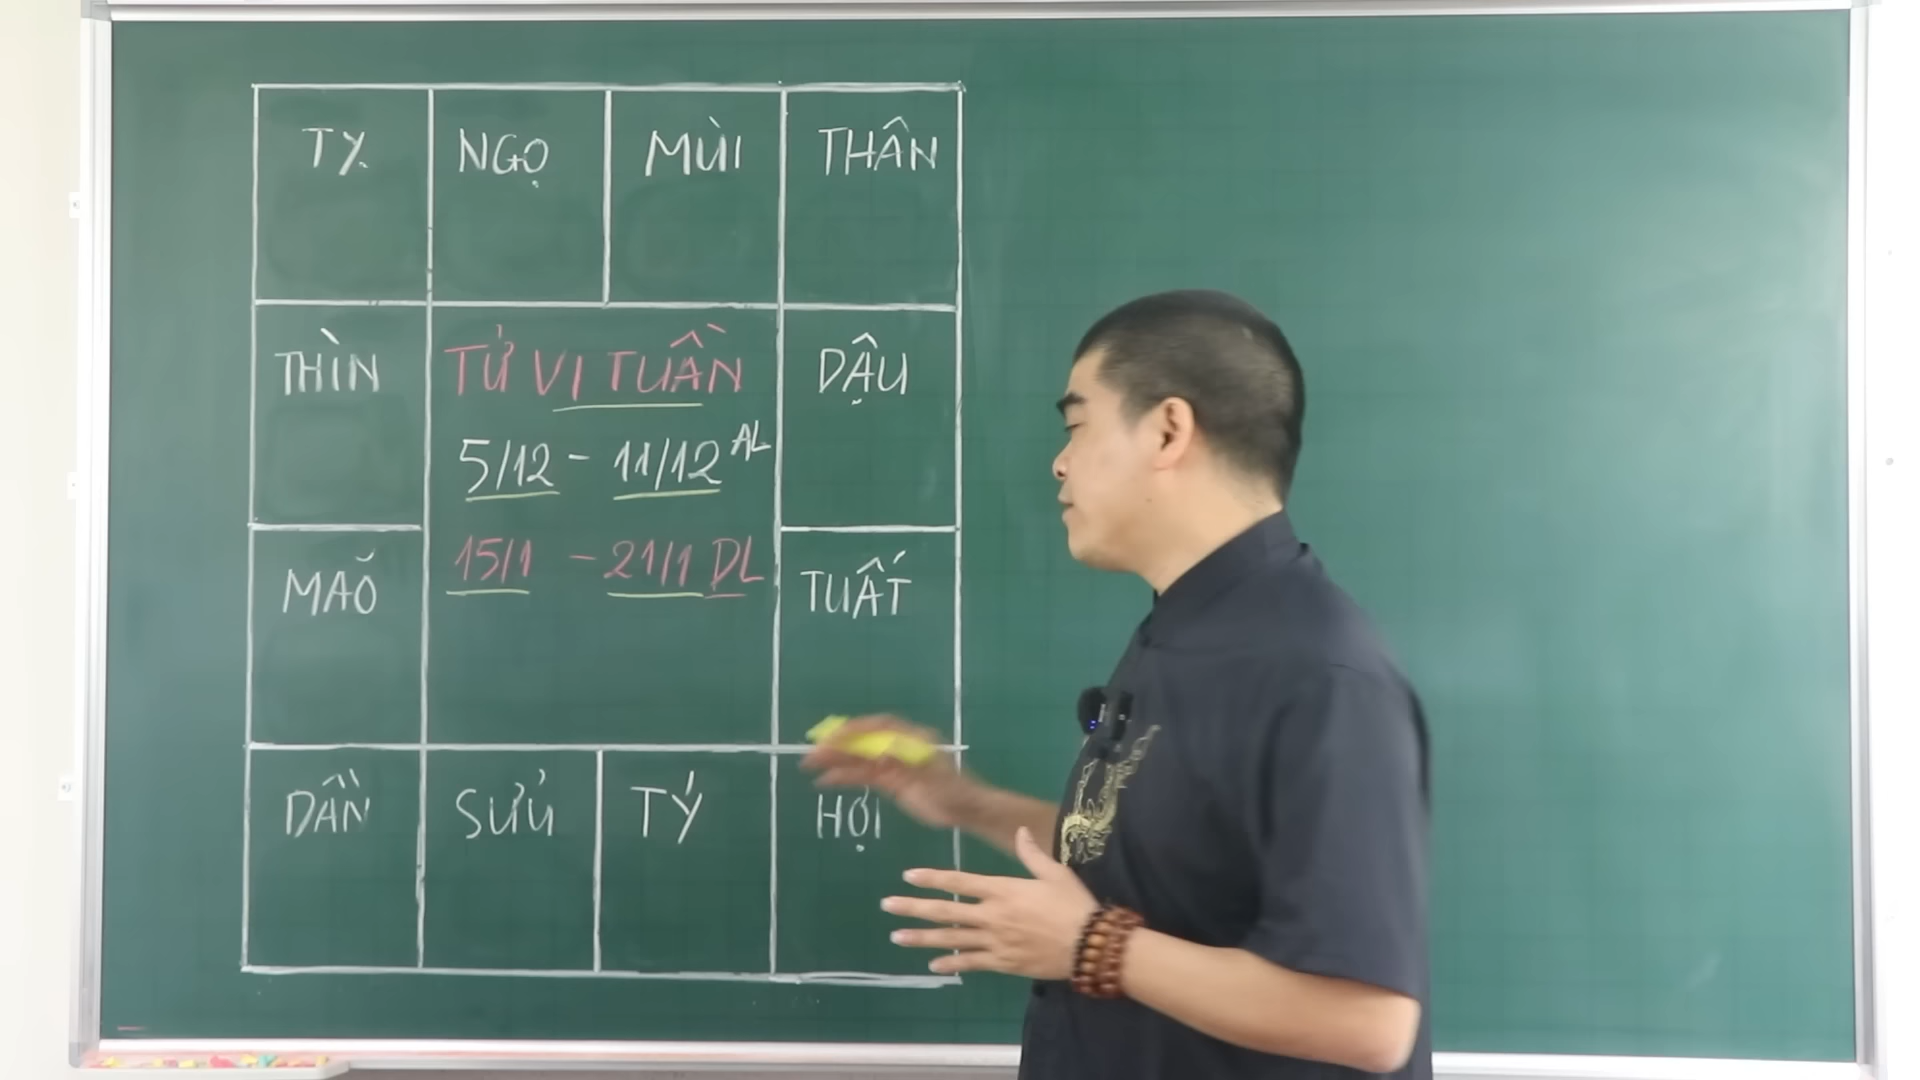 TỴ NGỌ MÙI THÂN
THÌN TỬ VI TUẦN DẬU
5/12 - 11/12 AL
15/1 - 21/1 DL
MAÕ TUẤT
DẦN SỬU TÝ HỢI